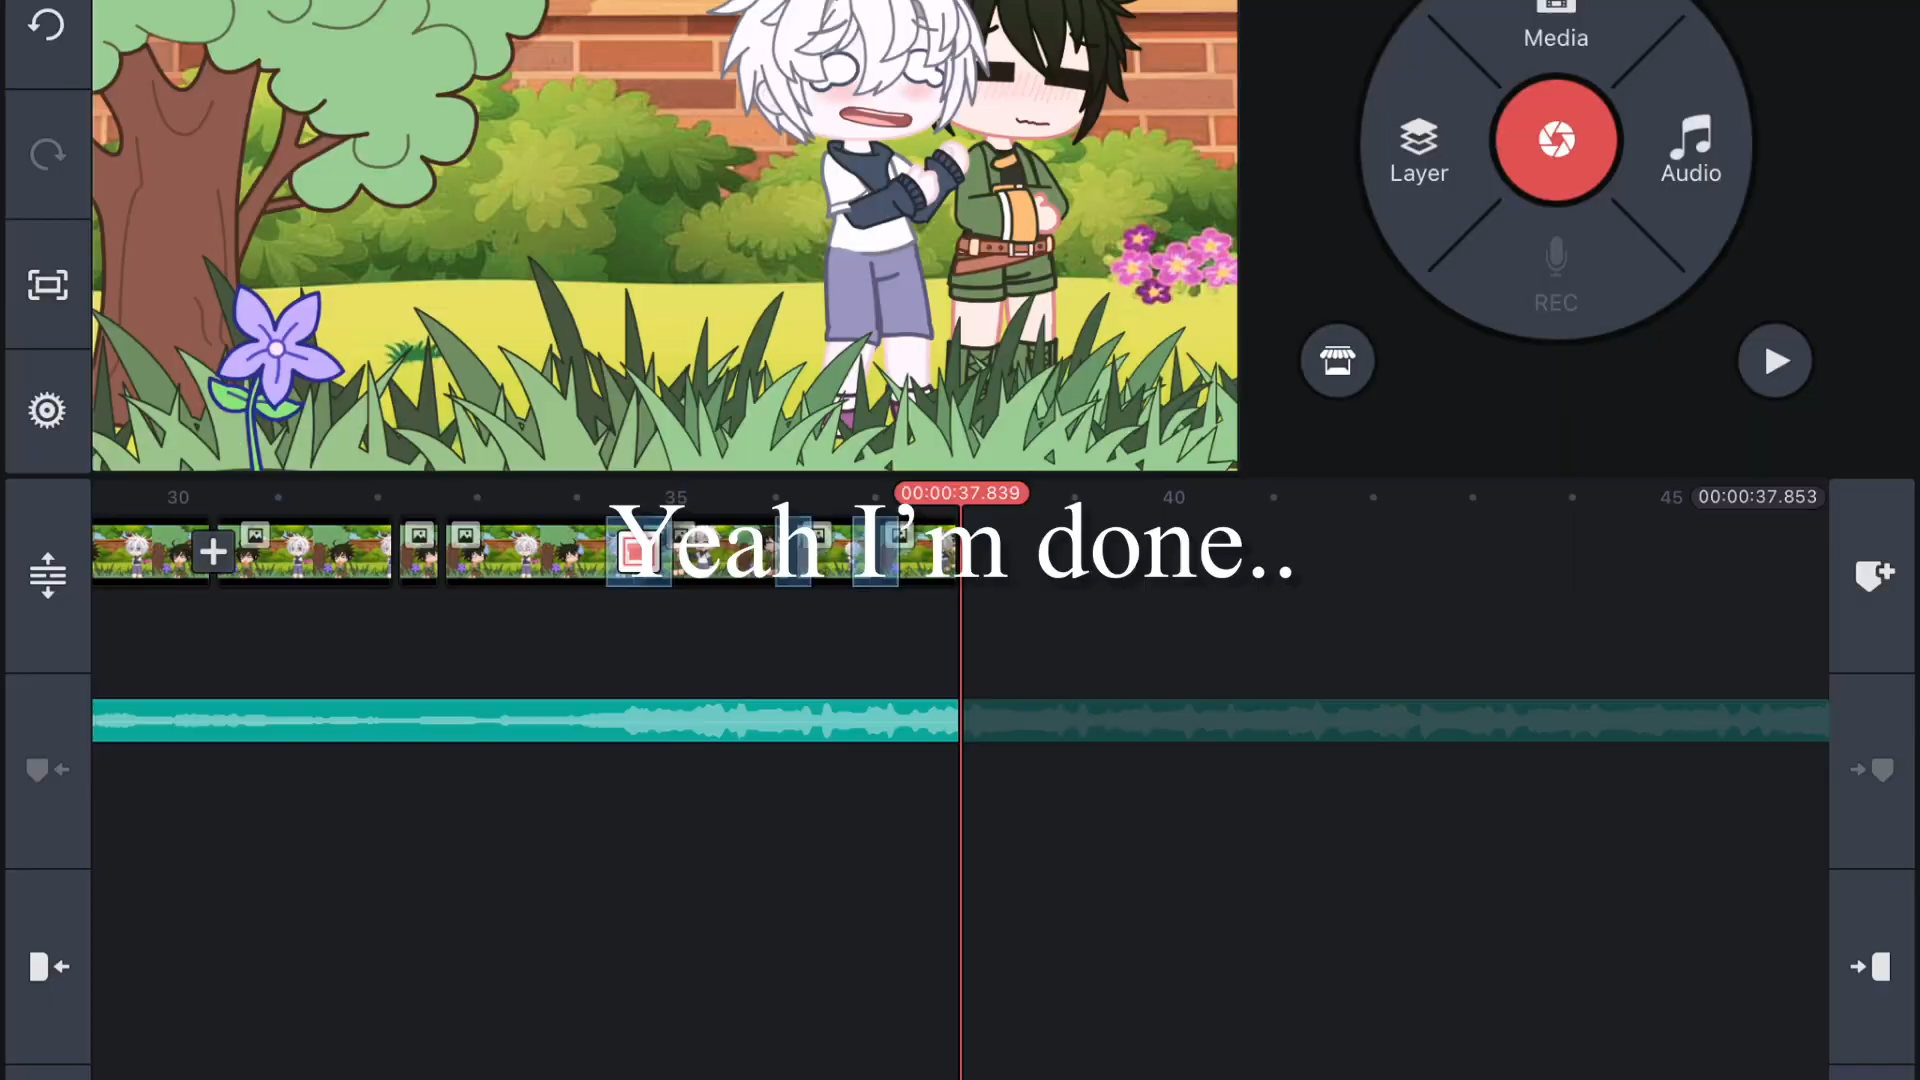 Media
Layer
Audio
REC
30
35
00:00:37.839
40
45
00:00:37.853
Yeah I'm done..